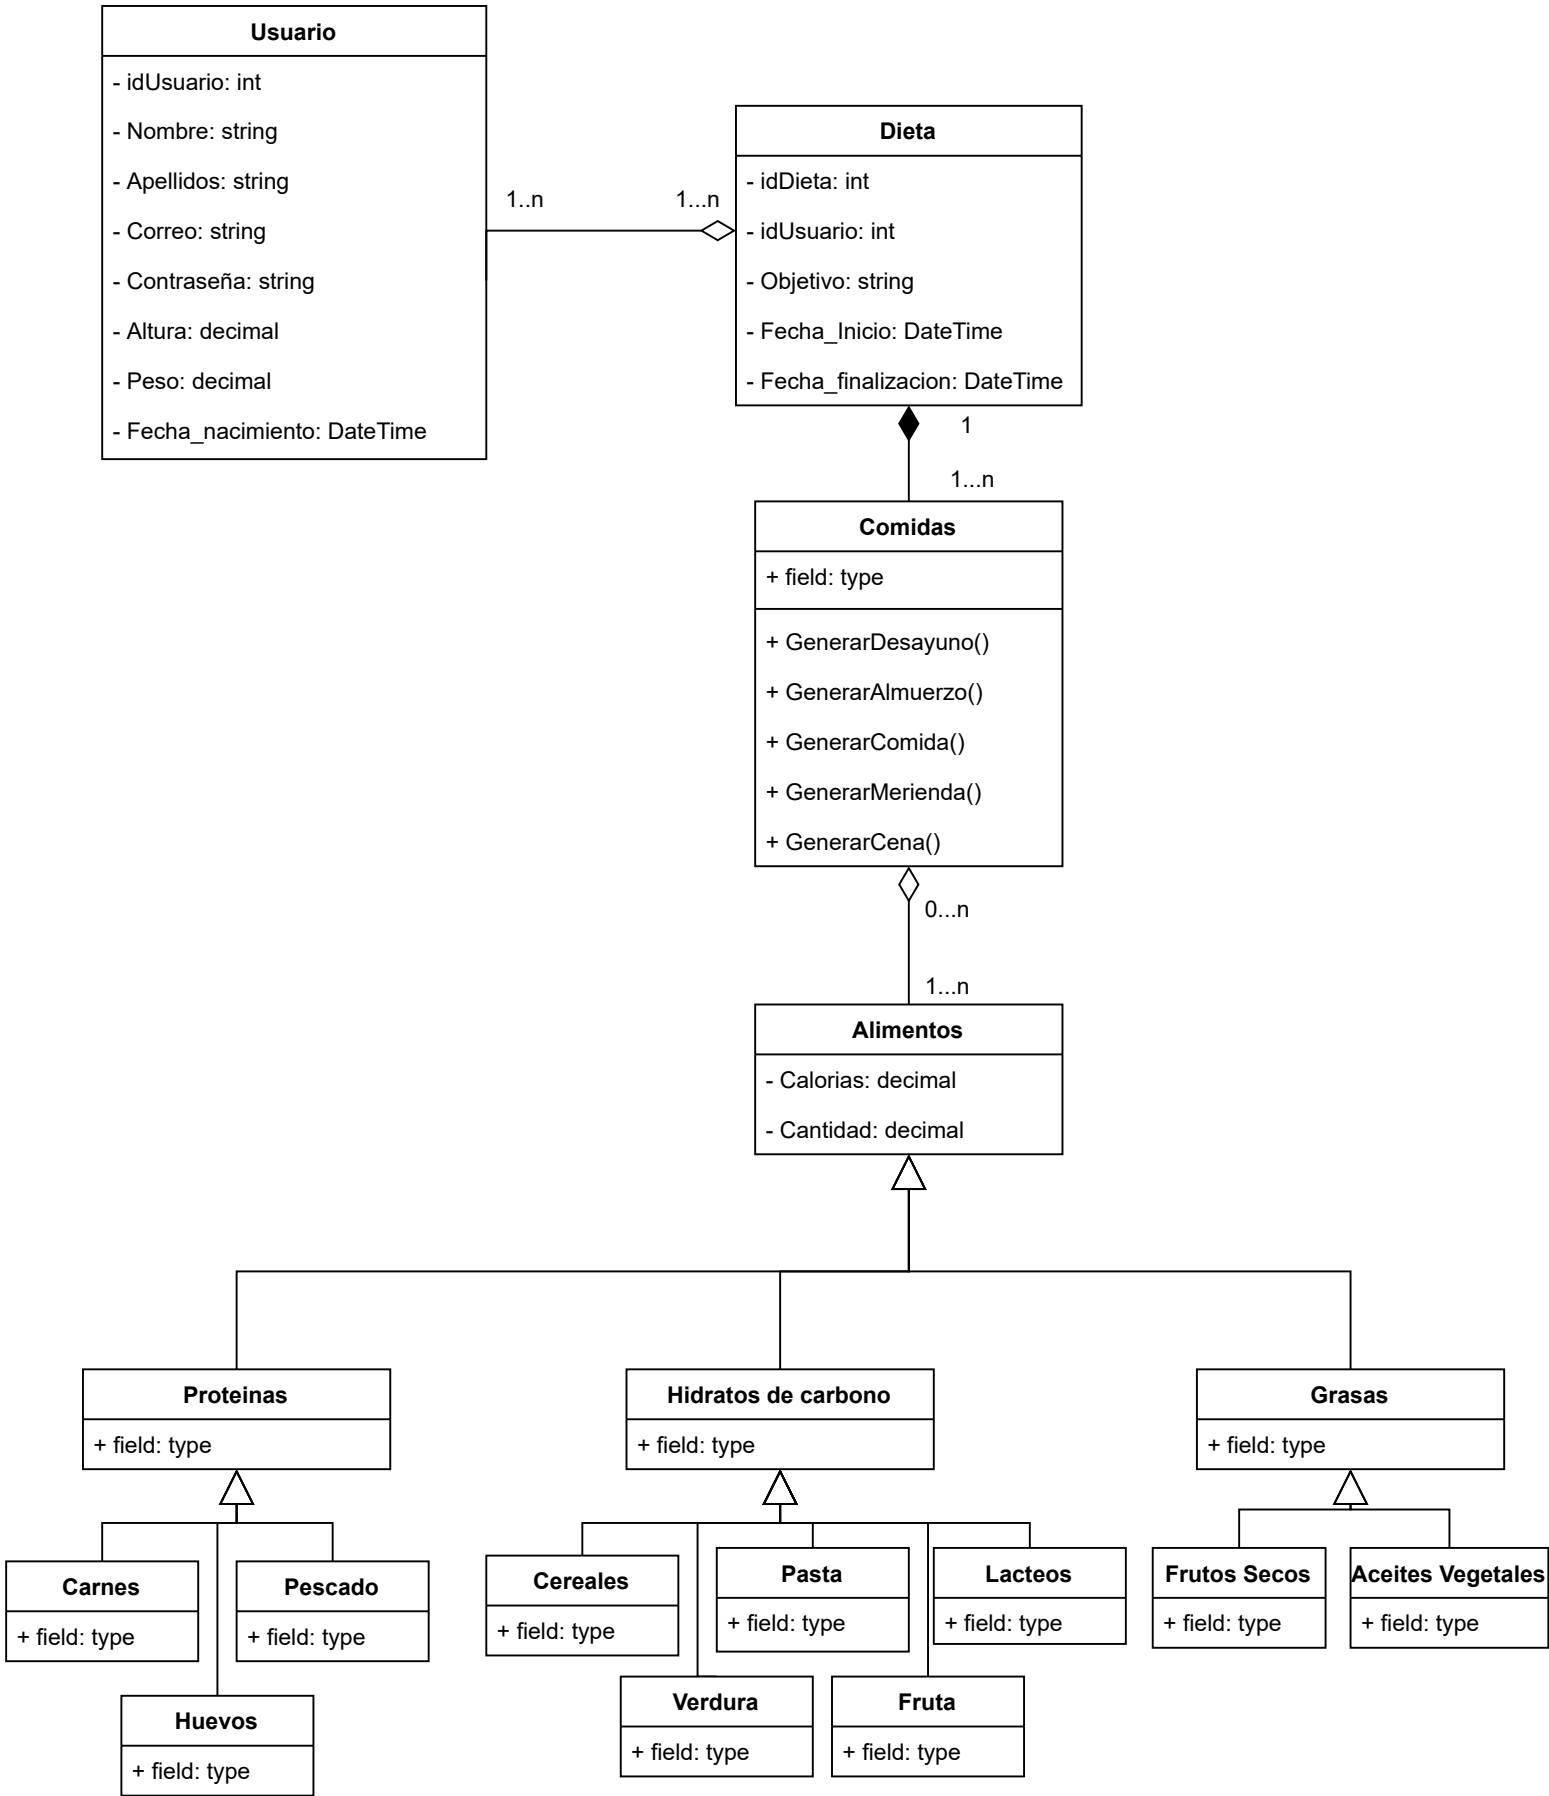 Usuario
- idUsuario: int
- Nombre: string
- Apellidos: string
- Correo: string
- Contraseña: string
- Altura: decimal
- Peso: decimal
- Fecha_nacimiento: DateTime
1..n
1...n
Dieta
- idDieta: int
- idUsuario: int
- Objetivo: string
- Fecha_Inicio: DateTime
- Fecha_finalizacion: DateTime
1
1...n
Comidas
+ field: type
+ GenerarDesayuno()
+ GenerarAlmuerzo()
+ GenerarComida()
+ GenerarMerienda()
+ GenerarCena()
0...n
1...n
Alimentos
- Calorias: decimal
- Cantidad: decimal
Proteinas
+ field: type
Hidratos de carbono
+ field: type
Grasas
+ field: type
Carnes
+ field: type
Pescado
+ field: type
Huevos
+ field: type
Cereales
+ field: type
Pasta
+ field: type
Lacteos
+ field: type
Verdura
+ field: type
Fruta
+ field: type
Frutos Secos
+ field: type
Aceites Vegetales
+ field: type